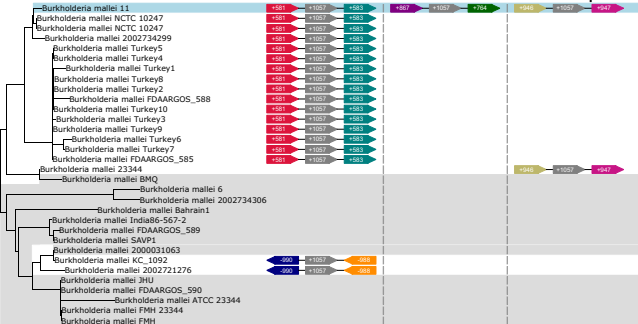 Burkholderia mallei 11 +581 +1057 +583 +867 +1057 +764 +946 +1057 +947
Burkholderia mallei NCTC 10247 +581 +1057 +583
Burkholderia mallei NCTC 10247 +581 +1057 +583
Burkholderia mallei 2002734299 +581 +1057 +583
Burkholderia mallei Turkey5 +581 +1057 +583
Burkholderia mallei Turkey4 +581 +1057 +583
Burkholderia mallei Turkey1 +581 +1057 +583
Burkholderia mallei Turkey8 +581 +1057 +583
Burkholderia mallei Turkey2 +581 +1057 +583
Burkholderia mallei FDAARGOS_588 +581 +1057 +583
Burkholderia mallei Turkey10 +581 +1057 +583
Burkholderia mallei Turkey3 +581 +1057 +583
Burkholderia mallei Turkey9 +581 +1057 +583
Burkholderia mallei Turkey6 +581 +1057 +583
Burkholderia mallei Turkey7 +581 +1057 +583
Burkholderia mallei FDAARGOS_585 +581 +1057 +583
Burkholderia mallei 23344 +946 +1057 +947
Burkholderia mallei BMQ
Burkholderia mallei 6
Burkholderia mallei 2002734306
Burkholderia mallei Bahrain1
Burkholderia mallei India86-567-2
Burkholderia mallei FDAARGOS_589
Burkholderia mallei SAVP1
Burkholderia mallei 2000031063
Burkholderia mallei KC_1092 -990 +1057 -988
Burkholderia mallei 2002721276 -990 +1057 -988
Burkholderia mallei JHU
Burkholderia mallei FDAARGOS_590
Burkholderia mallei ATCC 23344
Burkholderia mallei FMH 23344
Burkholderia mallei FMH